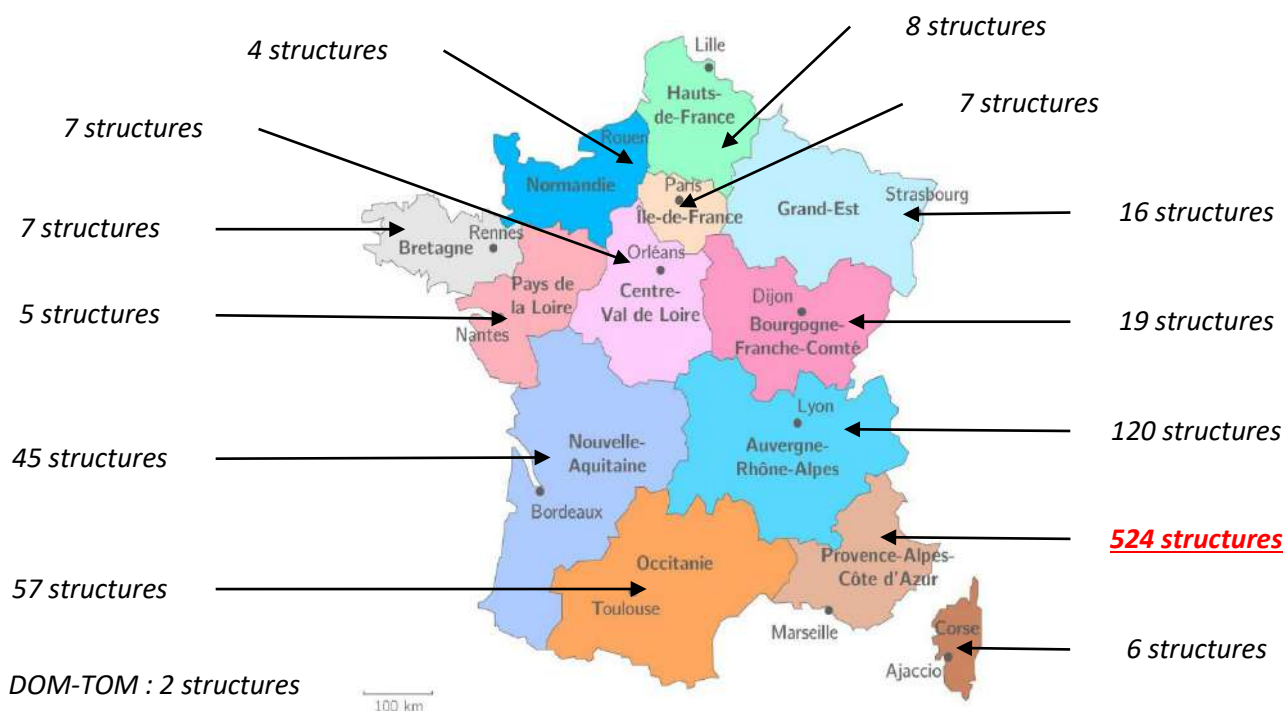 8 structures
4 structures
Lille
Hauts-
de-France
7 structures
7 structures
Rouen
Normandie
Paris
Île-de-France
Strasbourg
Grand-Est
16 structures
7 structures
Rennes
Bretagne
Orléans
Centre-
Val de Loire
Pays de
la Loire
Nantes
5 structures
Dijon
Bourgogne-
Franche-Comté
19 structures
Lyon
Auvergne-
Rhône-Alpes
120 structures
45 structures
Nouvelle-
Aquitaine
Bordeaux
524 structures
Provence-Alpes-
Côte d'Azur
Marseille
57 structures
Occitanie
Toulouse
Corse
Ajaccio
6 structures
DOM-TOM : 2 structures
100 km